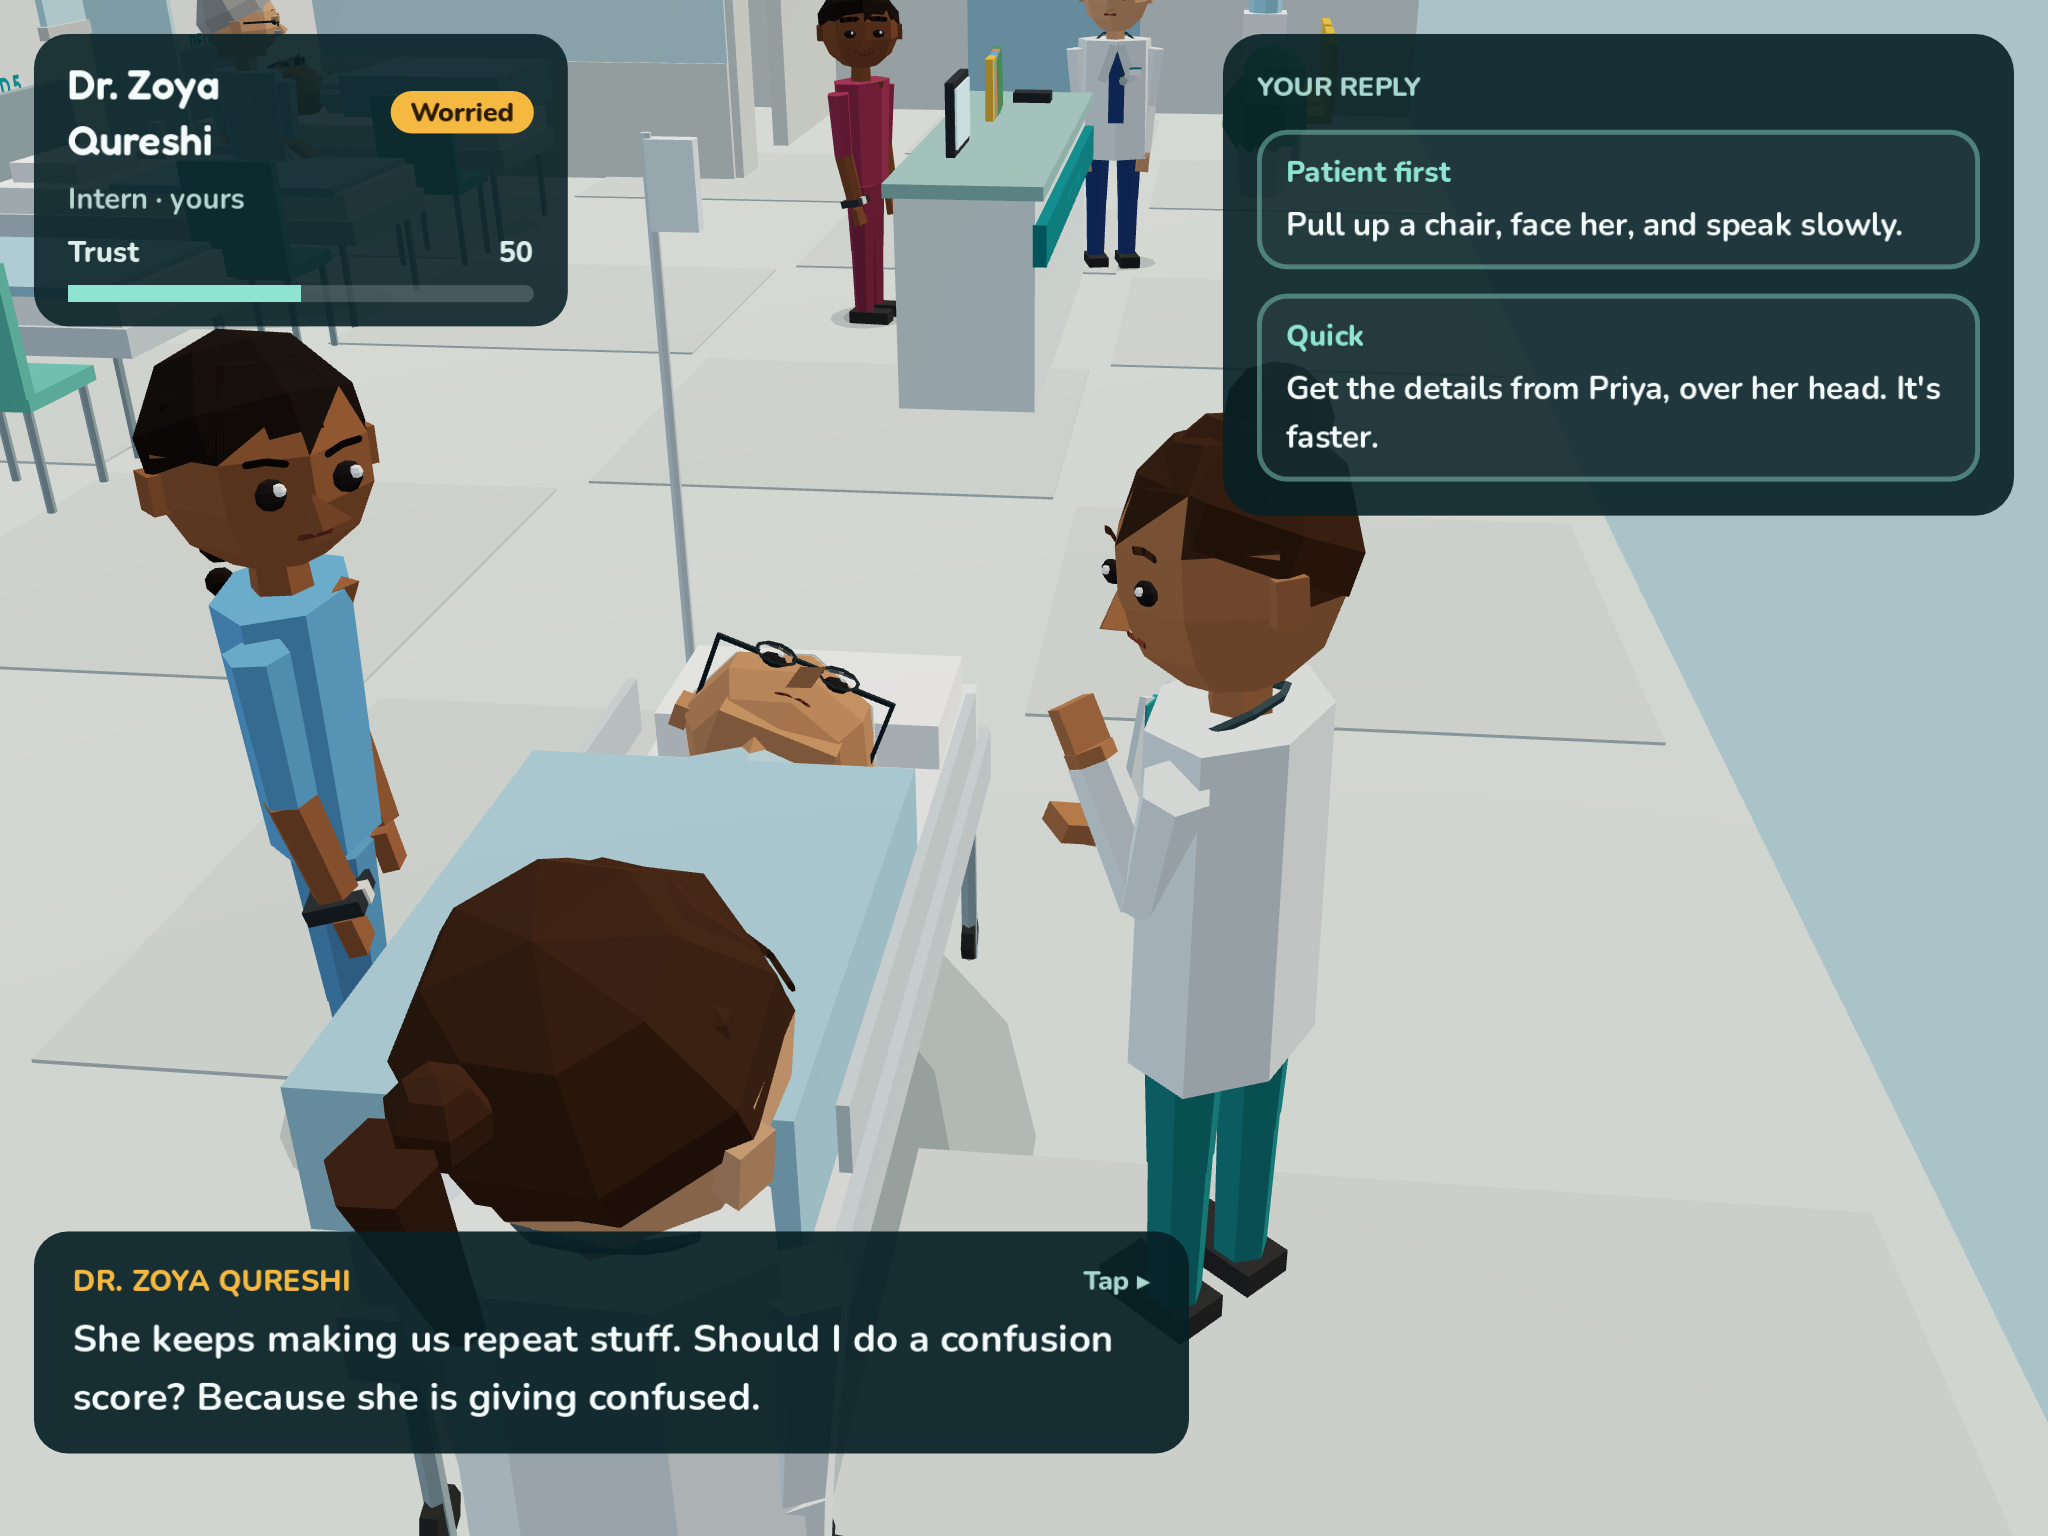 Dr. Zoya
Qureshi
Worried
Intern · yours
Trust
50
YOUR REPLY
Patient first
Pull up a chair, face her, and speak slowly.
Quick
Get the details from Priya, over her head. It's
faster.
DR. ZOYA QURESHI
Tap ▸
She keeps making us repeat stuff. Should I do a confusion
score? Because she is giving confused.